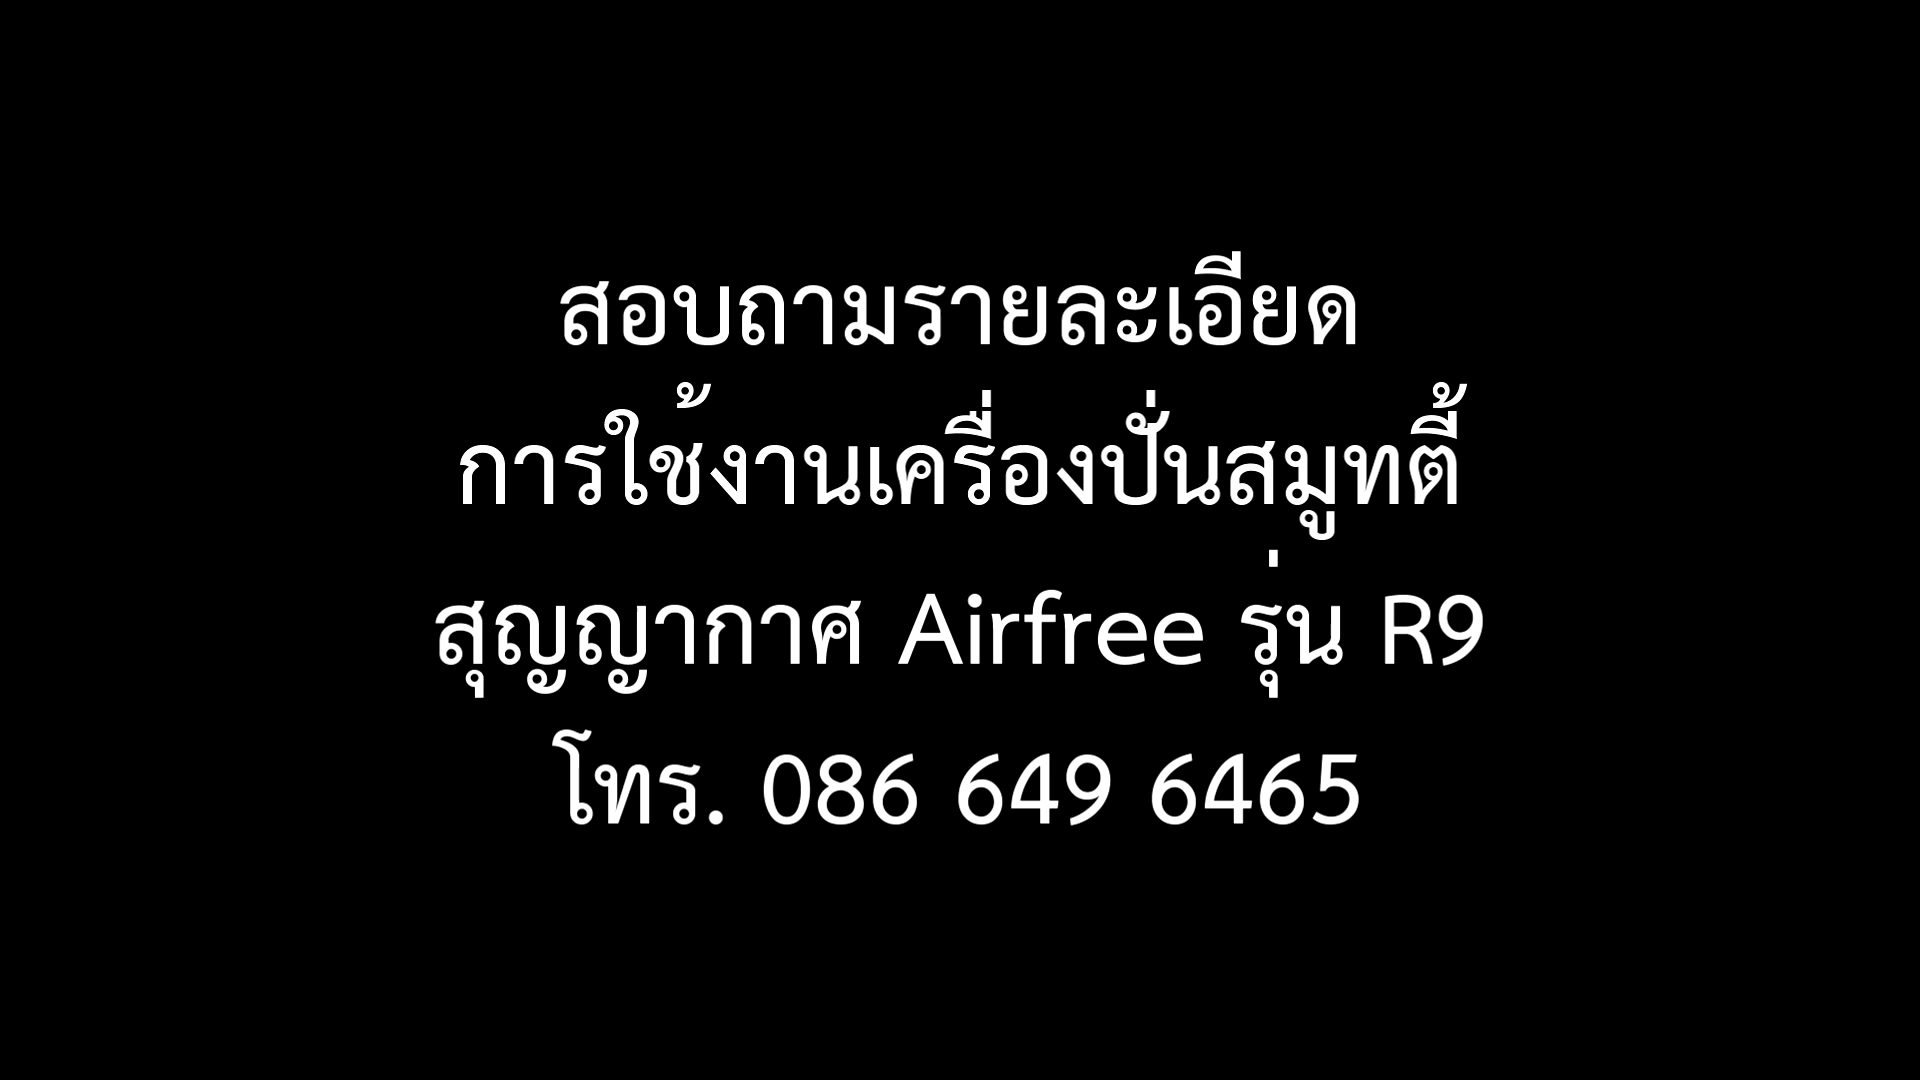 สอบถามรายละเอียด
การใช้งานเครื่องปั่นสมูทตี้
สุญญากาศ Airfree รุ่น R9
โทร. 086 649 6465